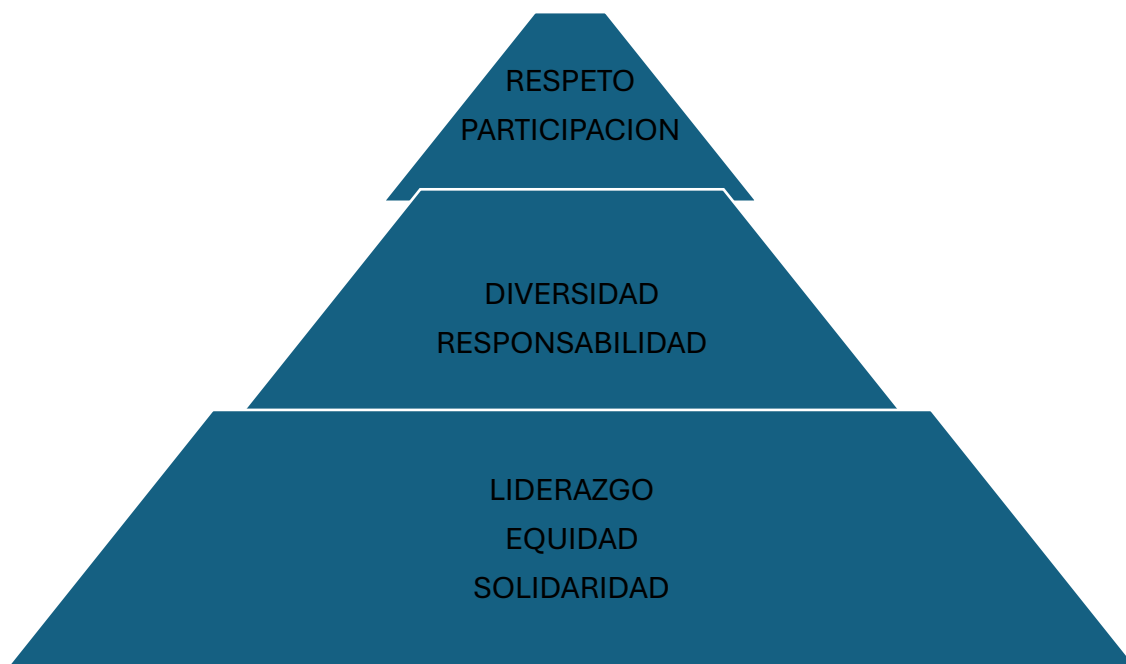 RESPETO
PARTICIPACION
DIVERSIDAD
RESPONSABILIDAD
LIDERAZGO
EQUIDAD
SOLIDARIDAD